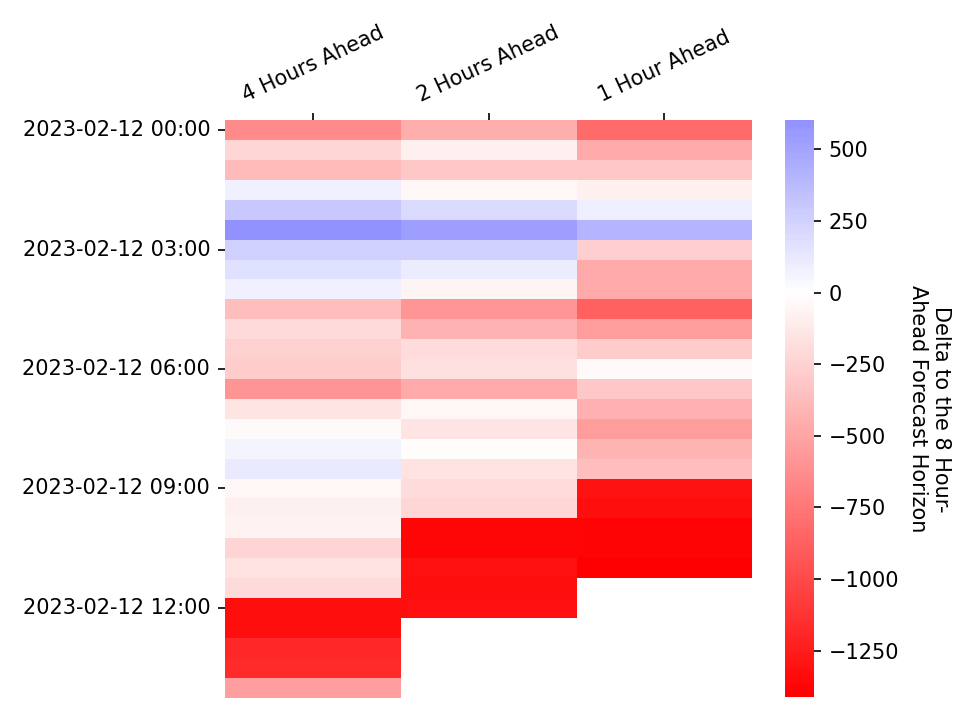 4 Hours Ahead
2 Hours Ahead
1 Hour Ahead
2023-02-12 00:00
2023-02-12 03:00
2023-02-12 06:00
2023-02-12 09:00
2023-02-12 12:00
500
250
0
−250
−500
−750
−1000
−1250
Delta to the 8 Hour-
Ahead Forecast Horizon